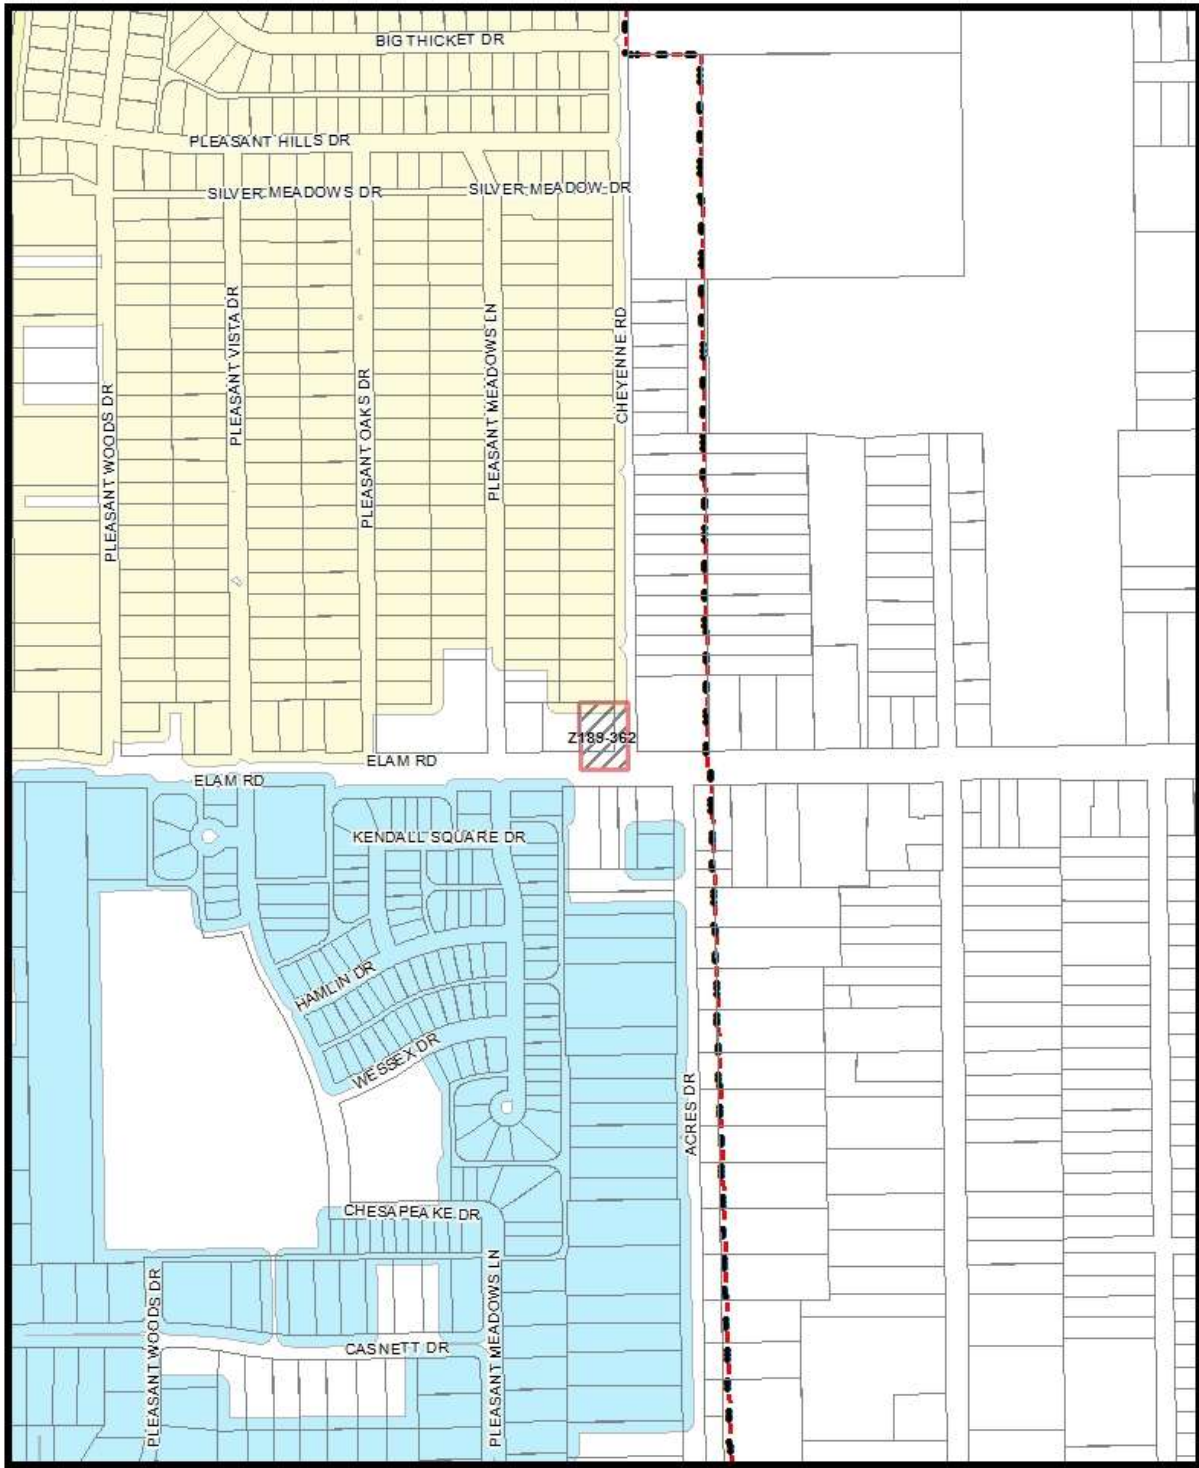 BIG THICKET DR
PLEASANT HILLS DR
SILVER MEADOWS DR
SILVER MEADOW DR
PLEASANT WOODS DR
PLEASANT VISTA DR
PLEASANT OAKS DR
PLEASANT MEADOWS LN
CHEYENNE RD
Z189-362
ELAM RD
ELAM RD
KENDALL SQUARE DR
HAMLIN DR
WESSEX DR
ACRES DR
CHESAPEAKE DR
PLEASANT WOODS DR
PLEASANT MEADOWS LN
CASNETT DR